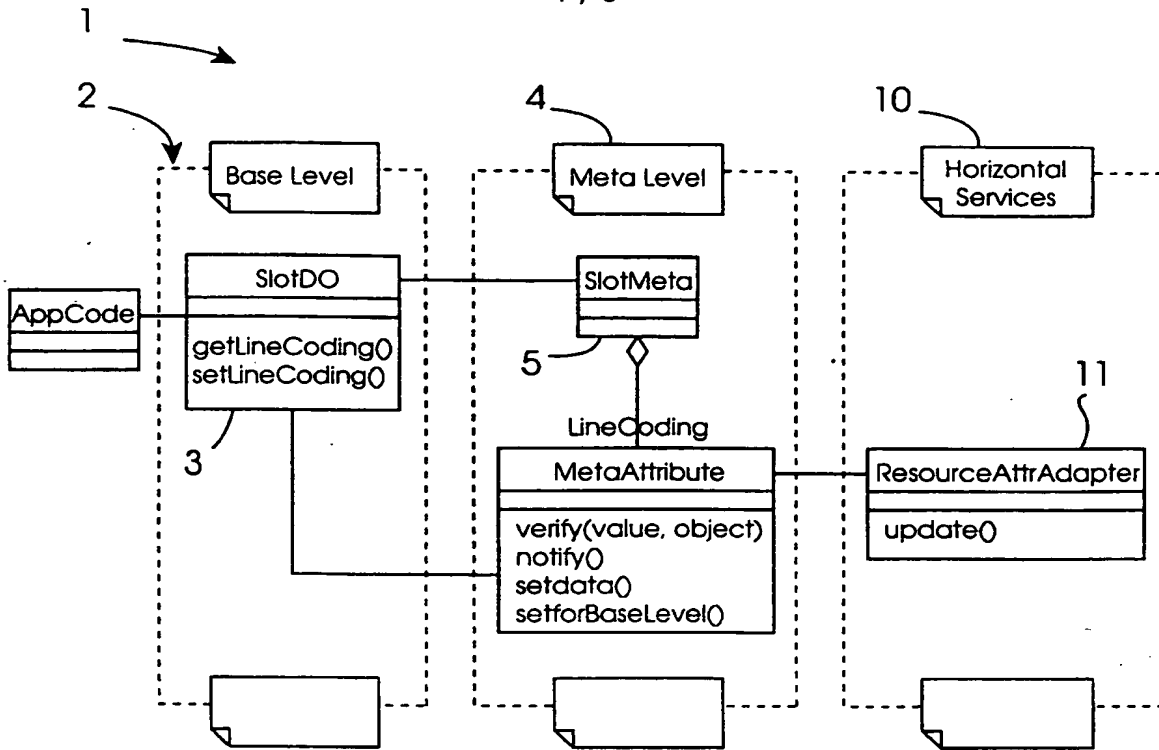 1
2
4
10
Base Level
Meta Level
Horizontal
Services
AppCode
SlotDO
getLineCoding()
setLineCoding()
3
SlotMeta
5
LineCoding
MetaAttribute
verify(value, object)
notify()
setdata()
setforBaseLevel()
11
ResourceAttrAdapter
update()